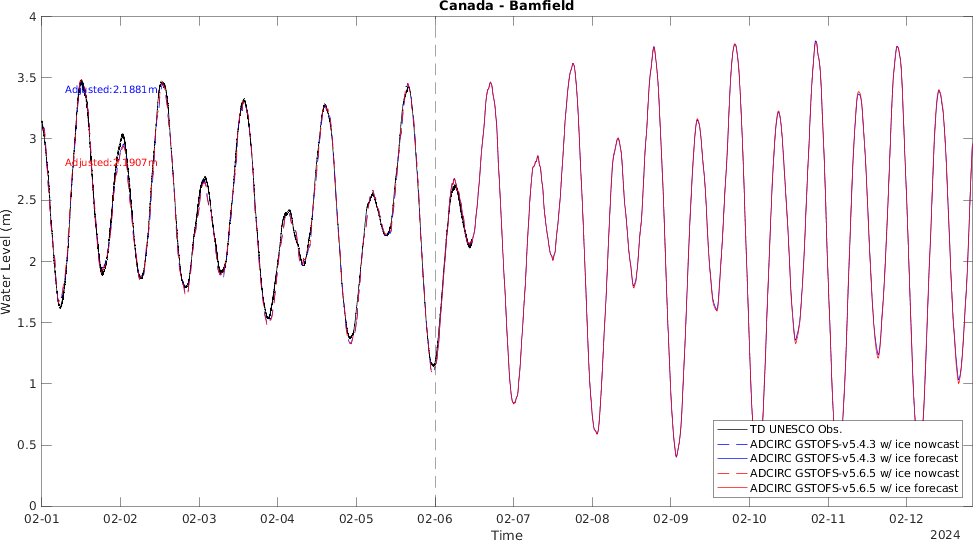 Canada - Bamfield
4
3.5
3
2.5
2
1.5
1
0.5
0
Water Level (m)
Adjusted:2.1881m
Adjusted:2.1907m
TD UNESCO Obs.
ADCIRC GSTOFS-v5.4.3 w/ ice nowcast
ADCIRC GSTOFS-v5.4.3 w/ ice forecast
ADCIRC GSTOFS-v5.6.5 w/ ice nowcast
ADCIRC GSTOFS-v5.6.5 w/ ice forecast
02-01 02-02 02-03 02-04 02-05 02-06 02-07 02-08 02-09 02-10 02-11 02-12
Time
2024